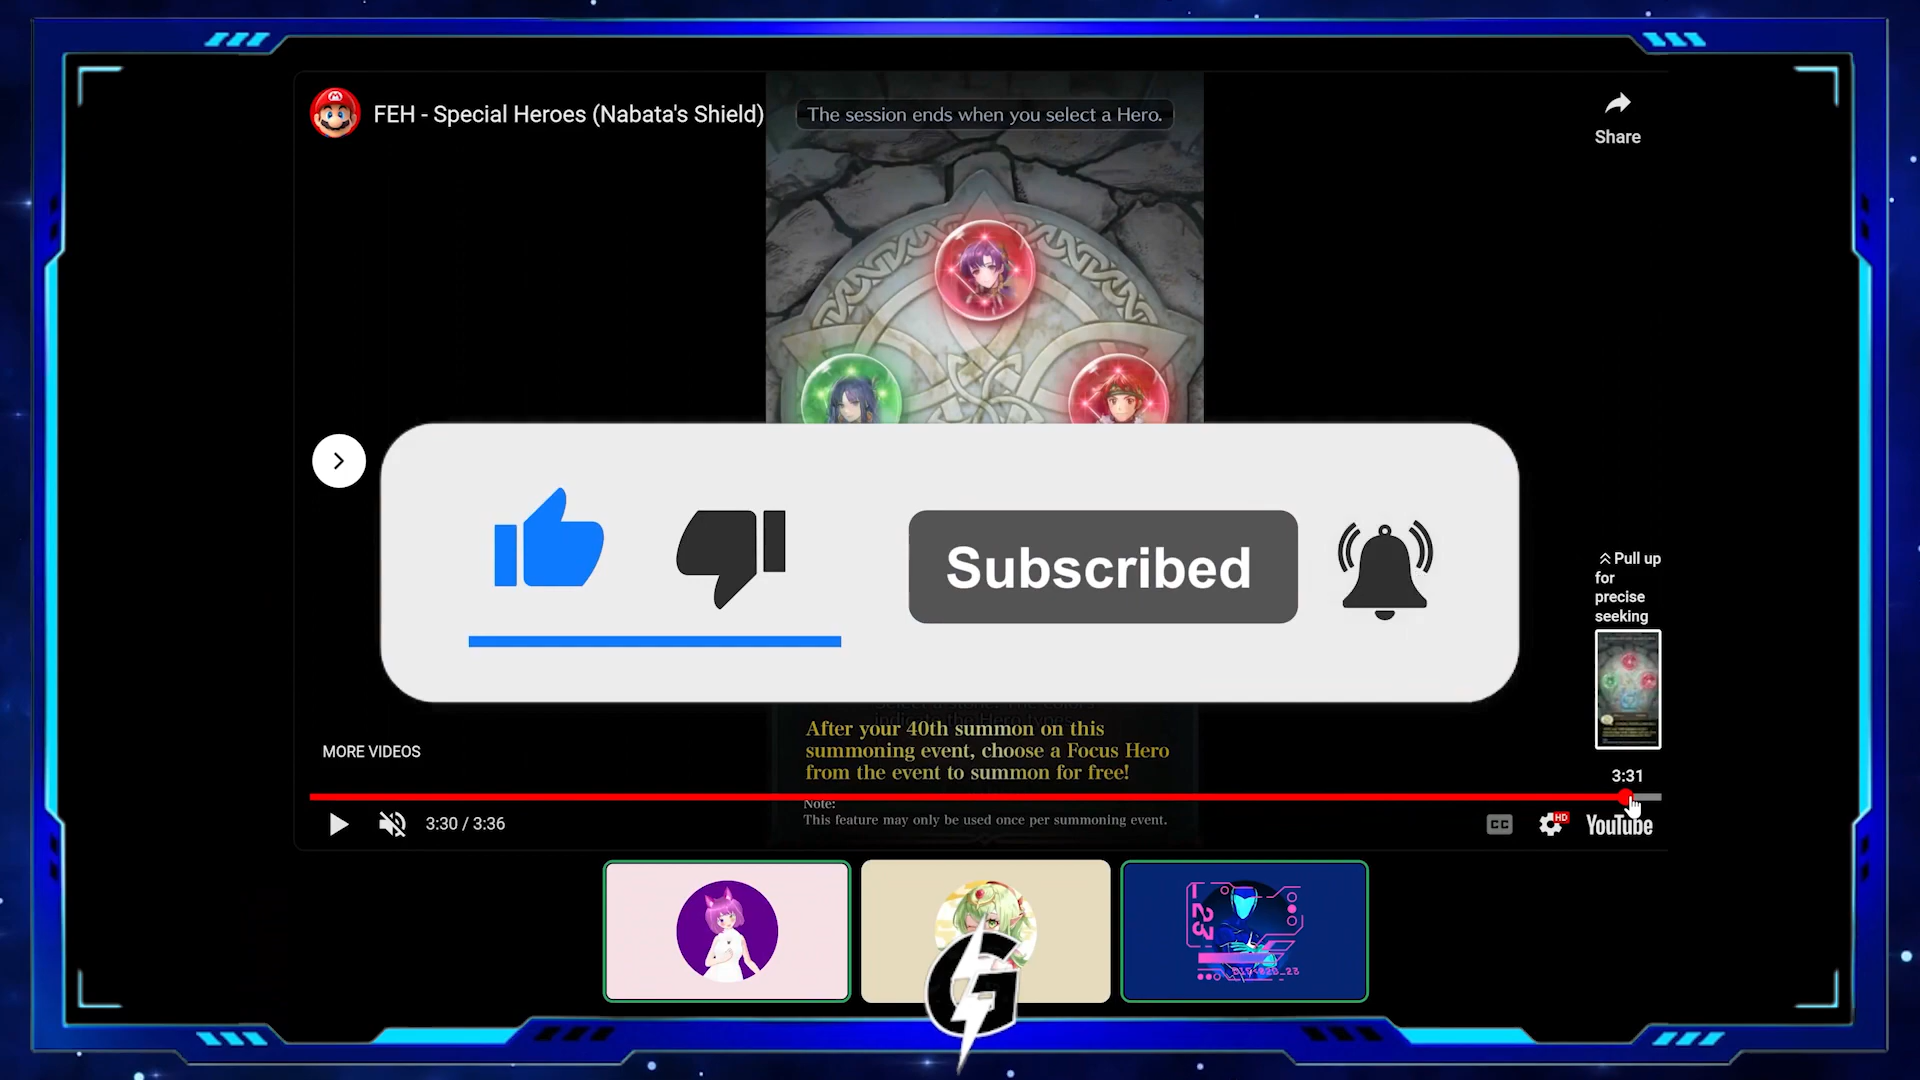 FEH - Special Heroes (Nabata's Shield)
The session ends when you select a Hero.
Share
Subscribed
Pull up
for
precise
seeking
After your 40th summon on this
summoning event, choose a Focus Hero
from the event to summon for free!
MORE VIDEOS
3:31
Note:
This feature may only be used once per summoning event.
3:30 / 3:36
CC
HD
YouTube
123
G